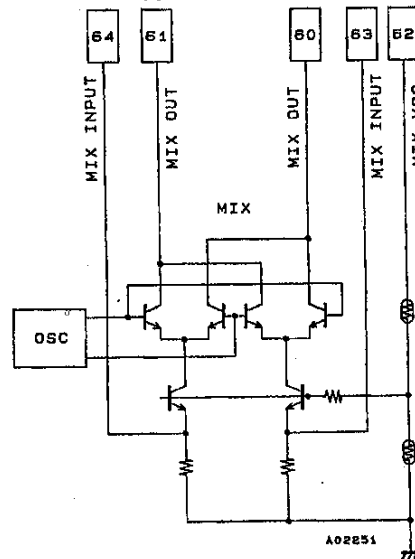 64
61
60
63
62
MIX INPUT
MIX OUT
MIX OUT
MIX INPUT
MIX
OSC
A02251